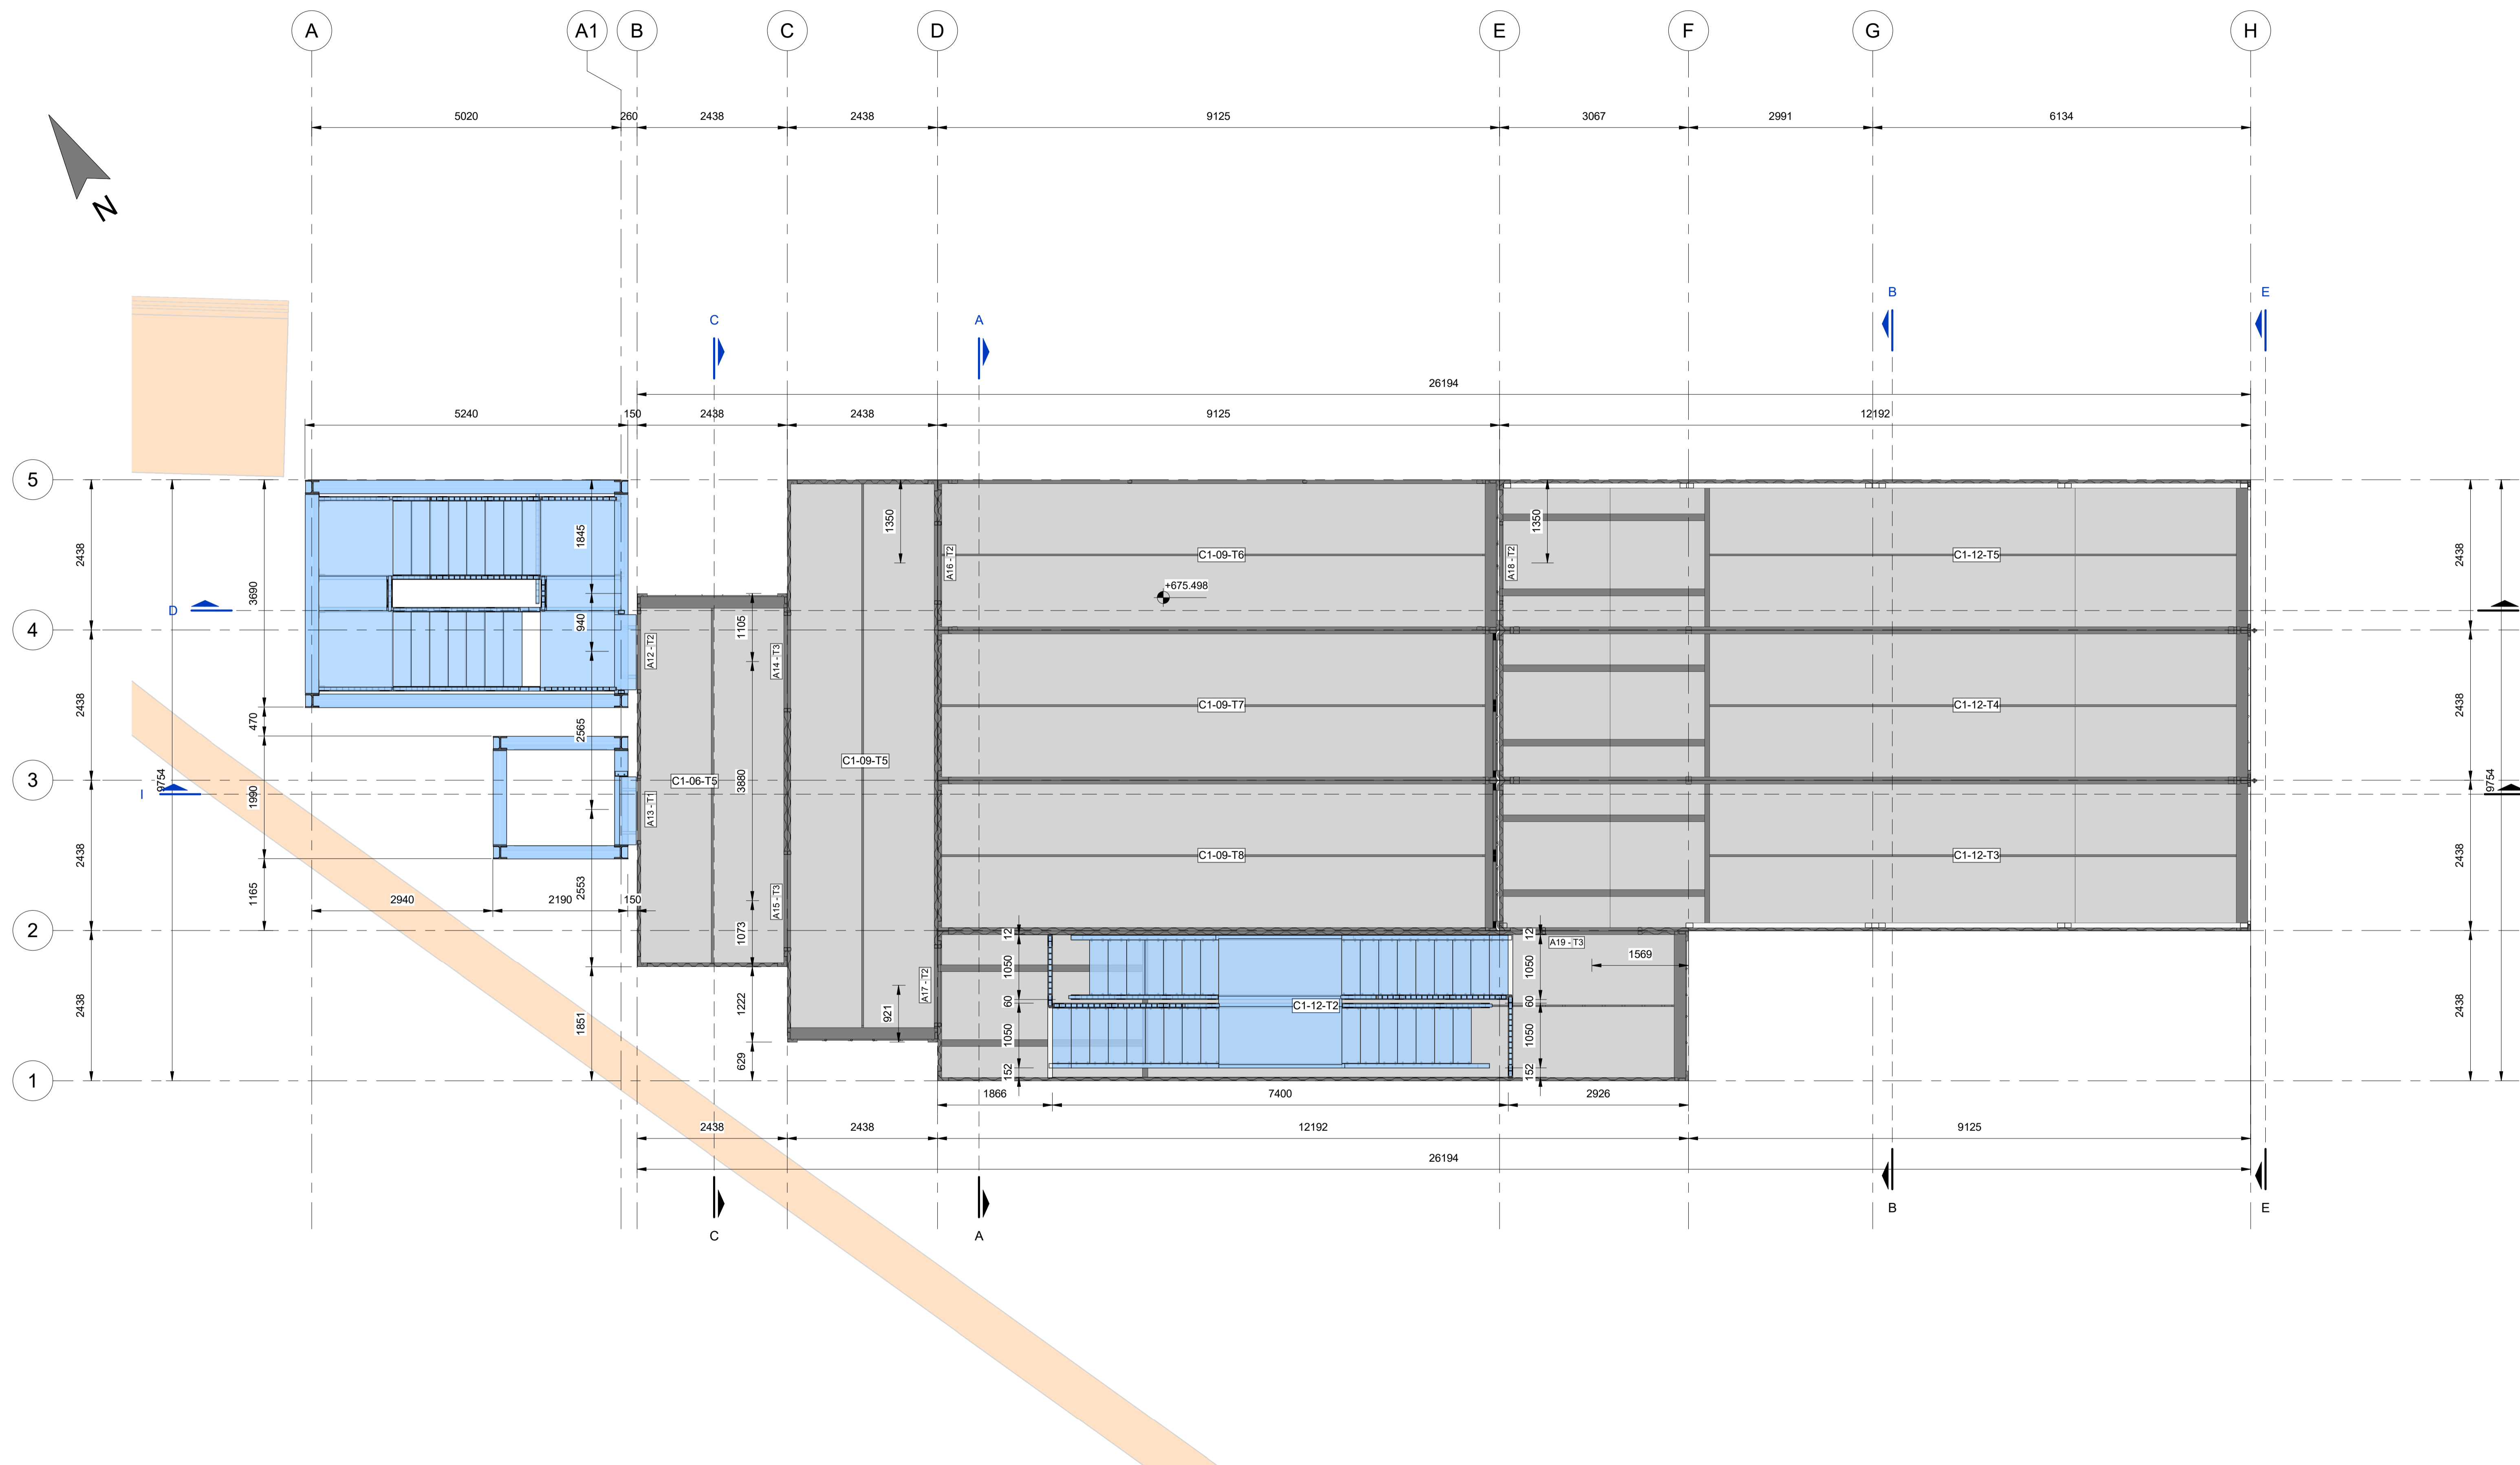 A A1 B C D E F G H
5020 260 2438 2438 9125 3067 2991 6134
N
B E
C A
26194
5240 150 2438 2438 9125 12192
5
2438
3690
1845
1350
A16 - T2
C1-09-T6
1350
A18 - T2
C1-12-T5
2438
+675.498
D
940
1105
4
A12 - T2
A14 - T3
2438
470
2565
C1-09-T7
C1-12-T4
2438
C1-09-T5
3
9754
C1-06-T5
3880
9754
I
1990
A13 - T1
2438
C1-09-T8
C1-12-T3
2438
1165
2553
2940 2190 150
A15 - T3
2
1073
12
12
A19 - T3
1050
1050
1569
A17 - T2
2438
1222
921
60
C1-12-T2
60
2438
1851
1050
1050
629
152
152
1
1866 7400 2926
2438 2438 12192 9125
26194
B E
C A